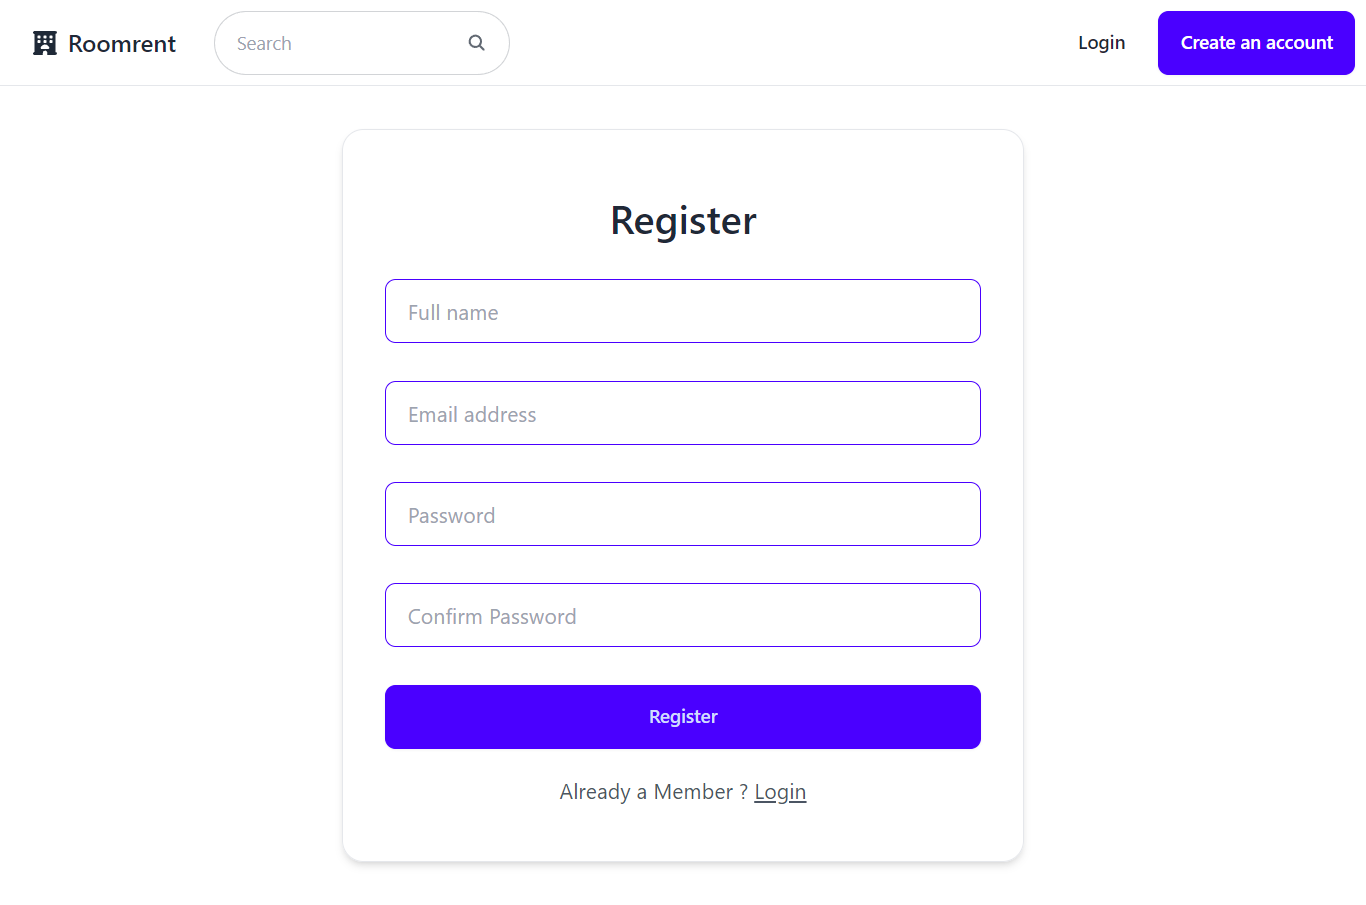 Roomrent
Search
Login
Create an account
Register
Full name
Email address
Password
Confirm Password
Register
Already a Member ? Login